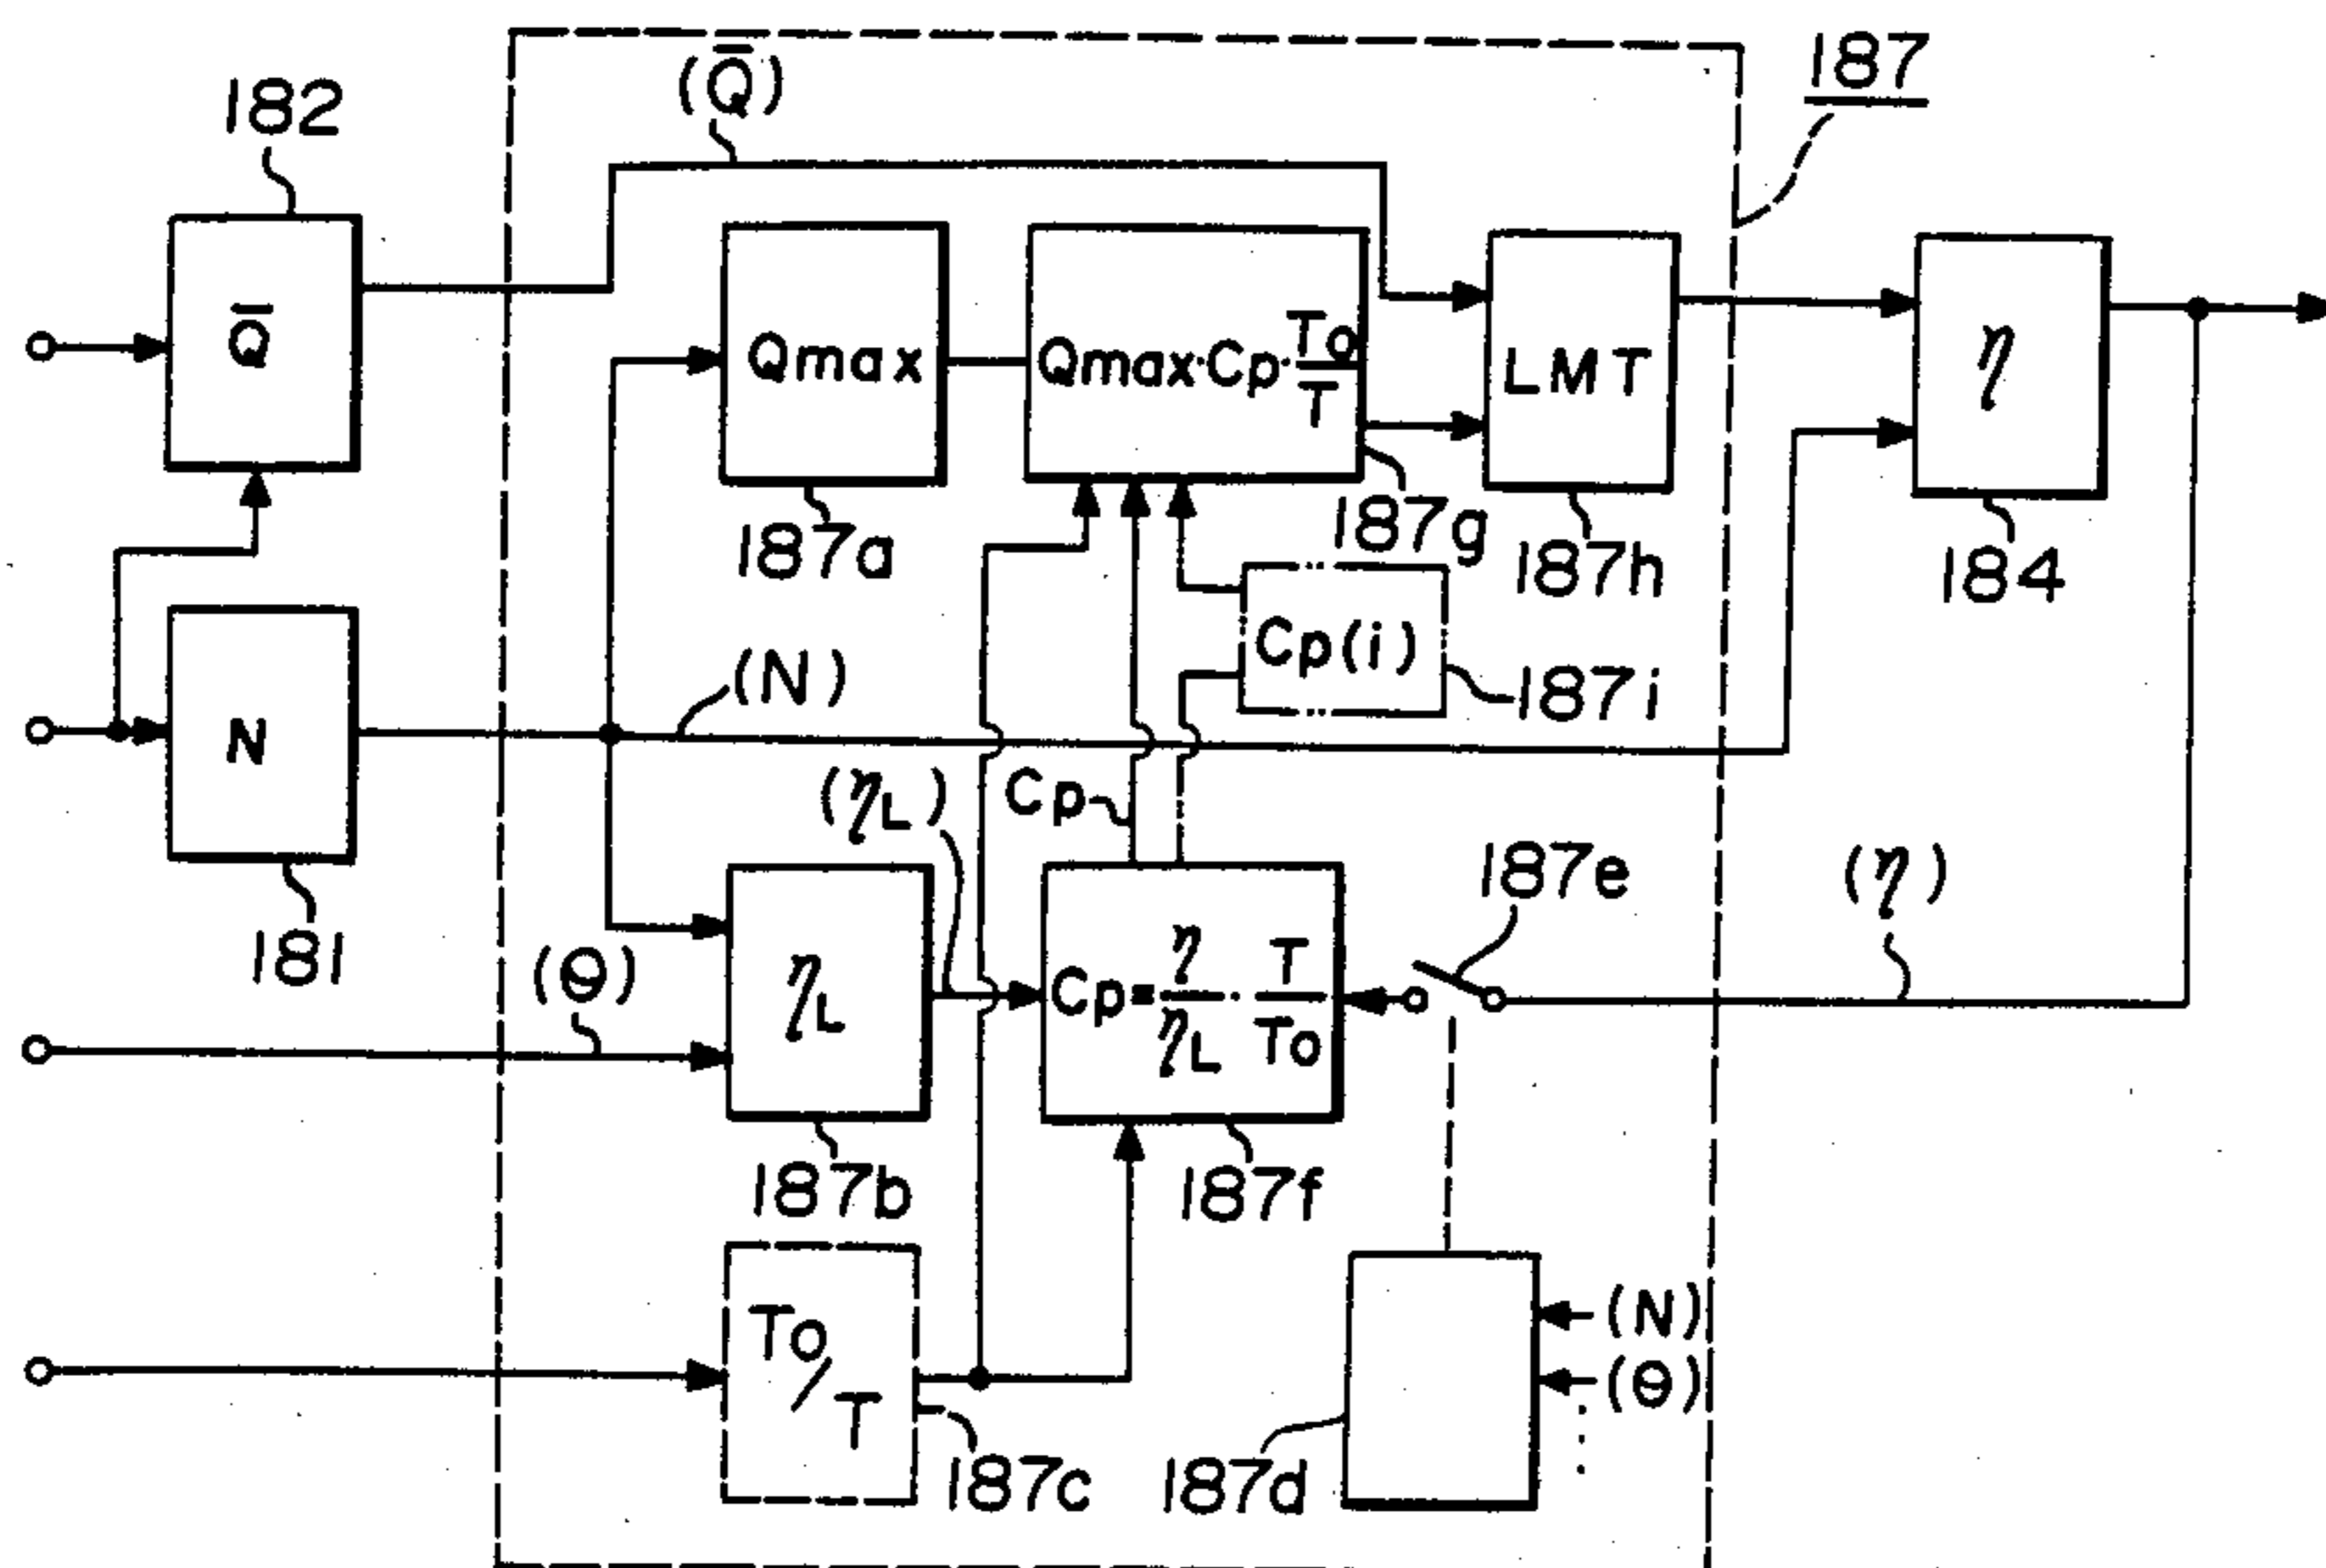 187
(Q̅)
182
Q̅
Qmax
Qmax·Cp·To/T
LMT
η
187a
187g
187h
184
Cp(i)
187i
N
(N)
(ηL)
Cp
181
187e
(η)
(Θ)
ηL
Cp=η/ηL·T/To
187b
187f
To/T
187c
187d
(N)
(Θ)